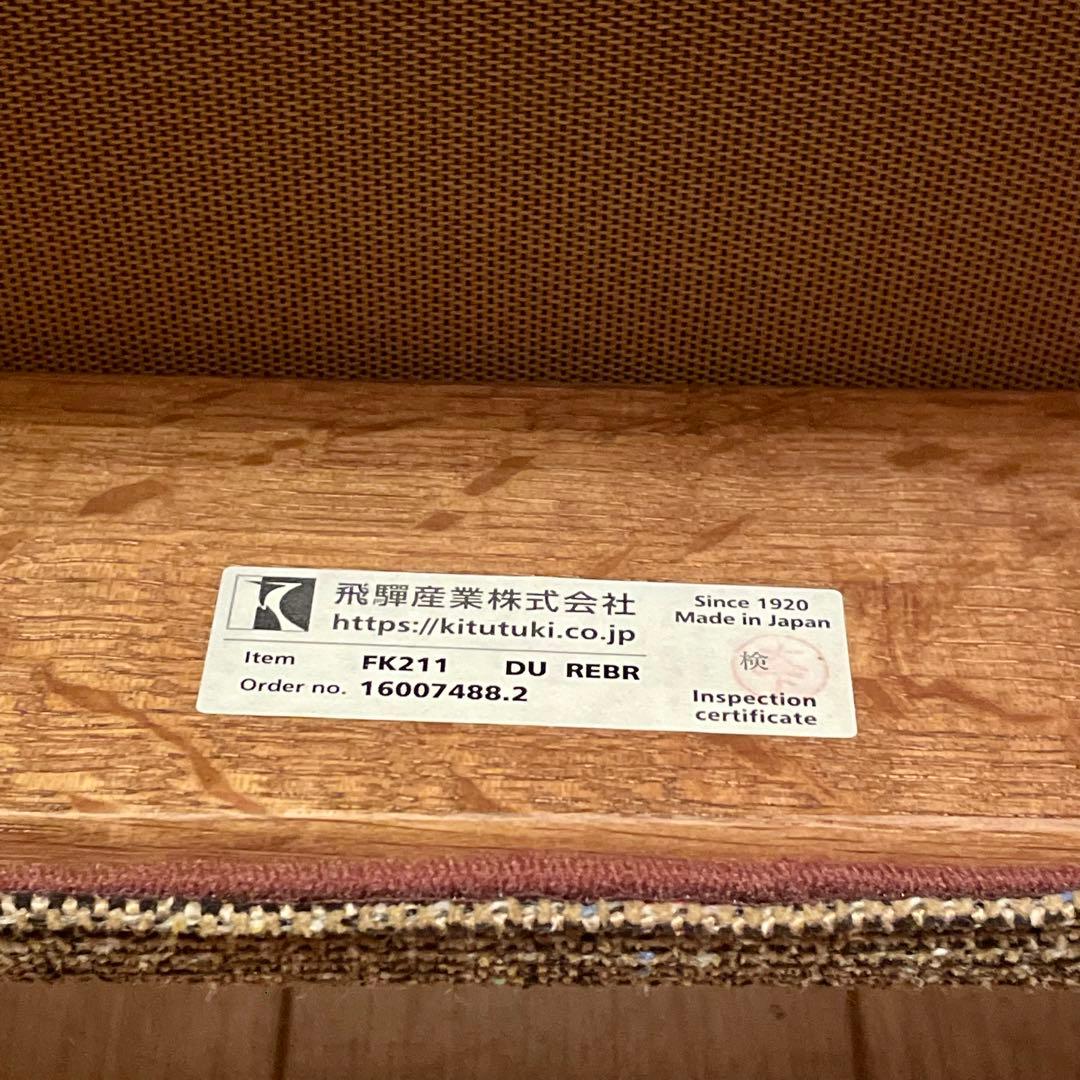 飛驒産業株式会社
https://kitutuki.co.jp
Item FK211 DU REBR
Order no. 16007488.2
Since 1920
Made in Japan
検
Inspection
certificate